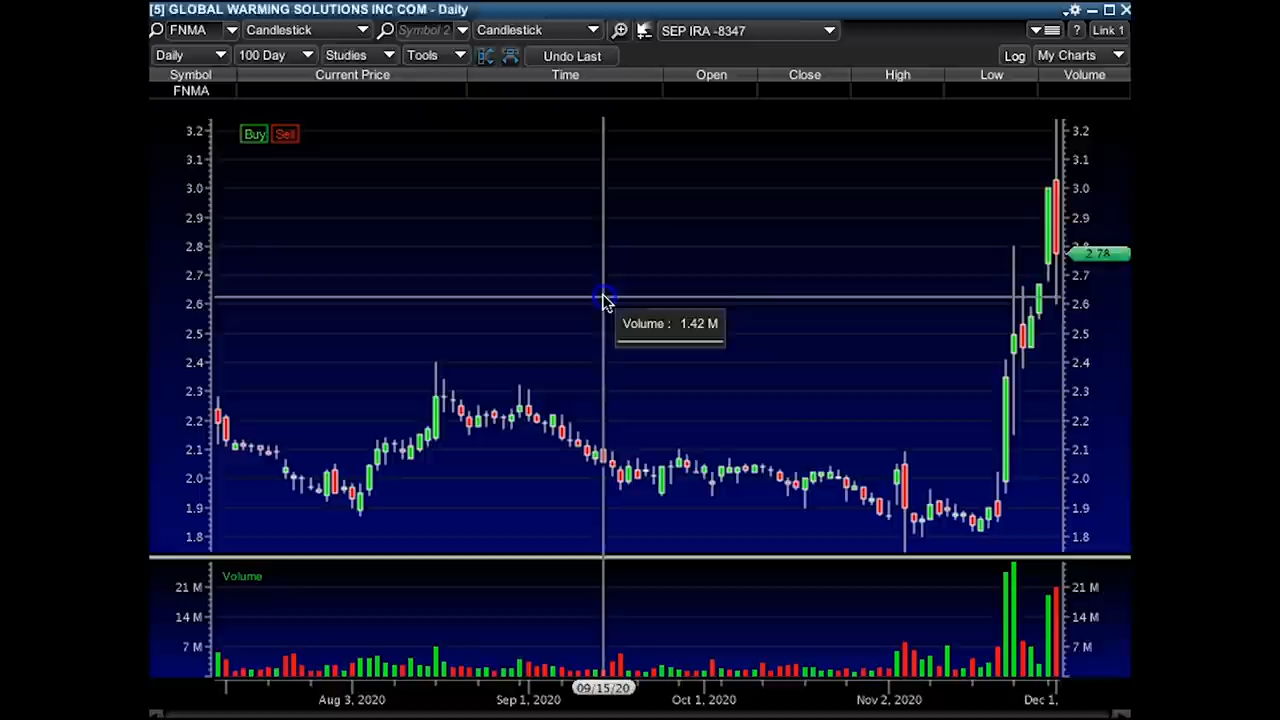 [5] GLOBAL WARMING SOLUTIONS INC COM - Daily
FNMA Candlestick Symbol 2 Candlestick SEP IRA -8347 ? Link 1
Daily 100 Day Studies Tools Undo Last Log My Charts
Symbol Current Price Time Open Close High Low Volume
FNMA
Buy Sell
3.2 3.2
3.1 3.1
3.0 3.0
2.9 2.9
2.8 2.8
2.78
2.7 2.7
2.6 2.6
Volume : 1.42 M
2.5 2.5
2.4 2.4
2.3 2.3
2.2 2.2
2.1 2.1
2.0 2.0
1.9 1.9
1.8 1.8
Volume
21 M 21 M
14 M 14 M
7 M 7 M
09/15/20
Aug 3, 2020 Sep 1, 2020 Oct 1, 2020 Nov 2, 2020 Dec 1,